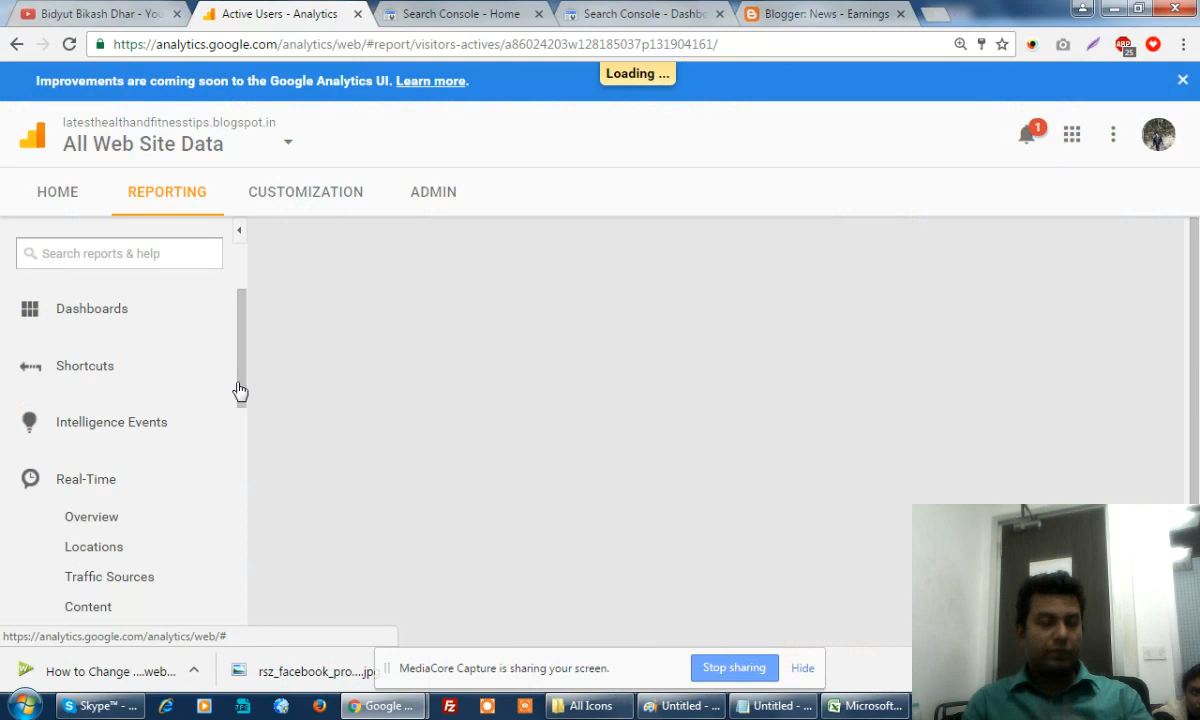 Bidyut Bikash Dhar - You
Active Users - Analytics
Search Console - Home
Search Console - Dashbo
Blogger: News - Earnings
https://analytics.google.com/analytics/web/#report/visitors-actives/a86024203w128185037p131904161/
ABP
25
Improvements are coming soon to the Google Analytics UI. Learn more.
Loading ...
latesthealthandfitnesstips.blogspot.in
All Web Site Data
1
HOME
REPORTING
CUSTOMIZATION
ADMIN
Search reports & help
Dashboards
Shortcuts
Intelligence Events
Real-Time
Overview
Locations
Traffic Sources
Content
https://analytics.google.com/analytics/web/#
How to Change ....web...
rsz_facebook_pro....jpg
MediaCore Capture is sharing your screen.
Stop sharing
Hide
Skype™ - ...
Google ...
All Icons
Untitled - ...
Untitled - ...
Microsoft...